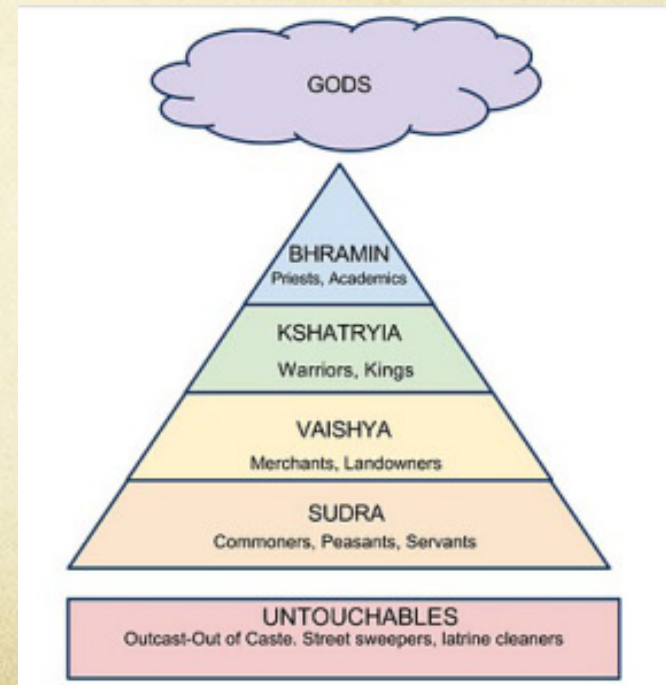 GODS
BHRAMIN
Priests, Academics
KSHATRYIA
Warriors, Kings
VAISHYA
Merchants, Landowners
SUDRA
Commoners, Peasants, Servants
UNTOUCHABLES
Outcast-Out of Caste. Street sweepers, latrine cleaners